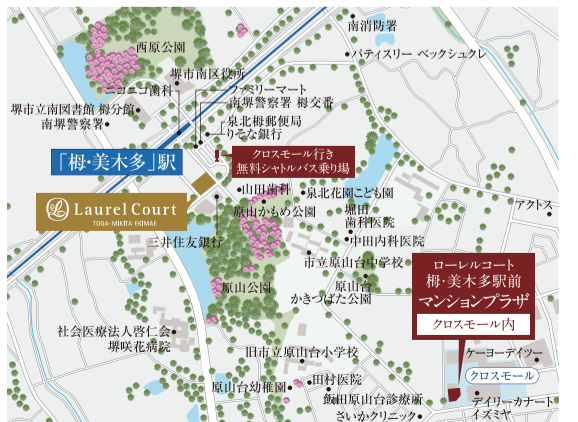 南消防署
パティスリー ベックシュクレ
西原公園
堺市南区役所
ニコニコ歯科
ファミリーマート
南堺警察署 栂交番
堺市立南図書館 栂分館
南堺警察署
泉北栂郵便局
りそな銀行
「栂・美木多」駅
クロスモール行き
無料シャトルバス乗り場
Laurel Court
TOGA-MIKITA EKIMAE
山田歯科
泉北花園こども園
アクトス
原山かもめ公園
堀田
歯科医院
三井住友銀行
中田内科医院
市立原山台中学校
原山公園
原山台
かきつばた公園
ローレルコート
栂・美木多駅前
マンションプラザ
クロスモール内
社会医療法人啓仁会
堺咲花病院
旧市立原山台小学校
ケーヨーデイツー
クロスモール
原山台幼稚園
田村医院
飯田原山台診療所
さいかクリニック
デイリーカナート
イズミヤ